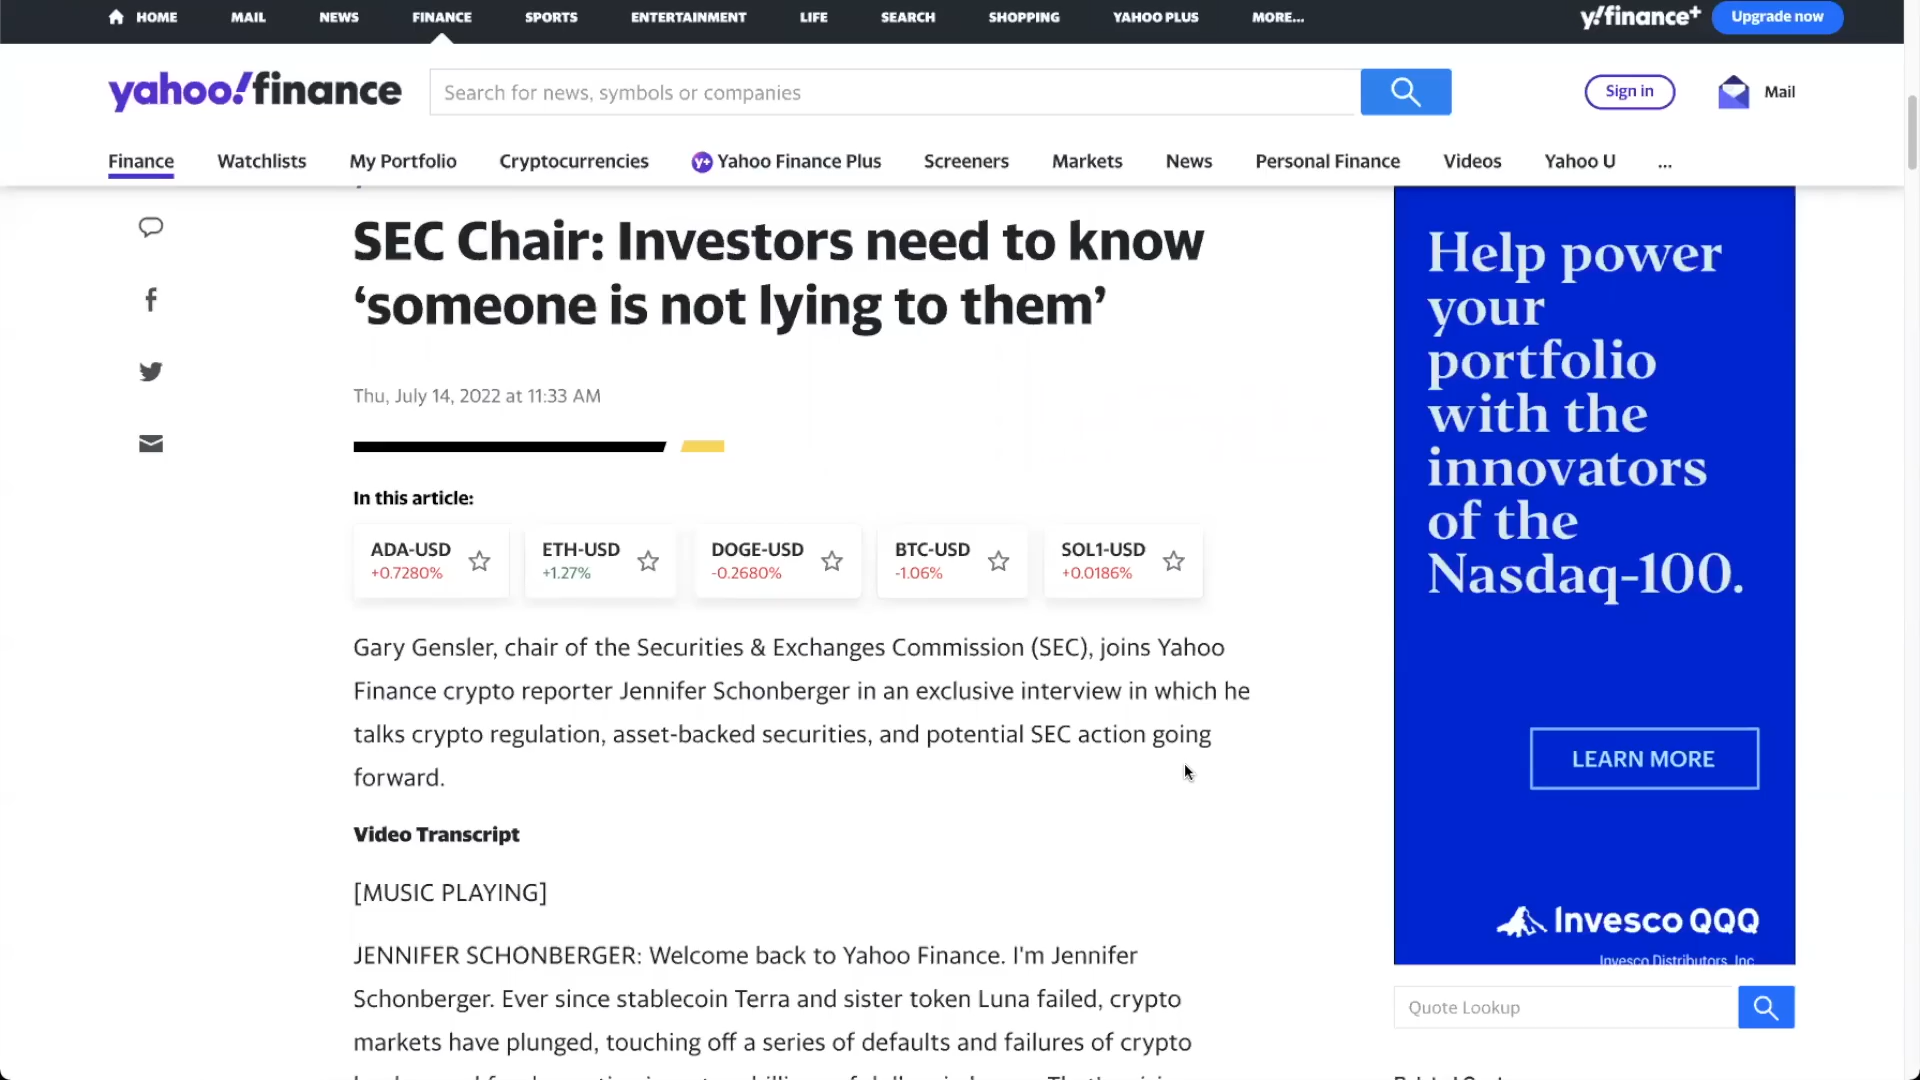 HOME MAIL NEWS FINANCE SPORTS ENTERTAINMENT LIFE SEARCH SHOPPING YAHOO PLUS MORE... y!finance+ Upgrade now
yahoo!finance Search for news, symbols or companies Sign in Mail
Finance Watchlists My Portfolio Cryptocurrencies y+ Yahoo Finance Plus Screeners Markets News Personal Finance Videos Yahoo U ...
SEC Chair: Investors need to know
‘someone is not lying to them’
Thu, July 14, 2022 at 11:33 AM
In this article:
ADA-USD
+0.7280%
ETH-USD
+1.27%
DOGE-USD
-0.2680%
BTC-USD
-1.06%
SOL1-USD
+0.0186%
Gary Gensler, chair of the Securities & Exchanges Commission (SEC), joins Yahoo
Finance crypto reporter Jennifer Schonberger in an exclusive interview in which he
talks crypto regulation, asset-backed securities, and potential SEC action going
forward.
Video Transcript
[MUSIC PLAYING]
JENNIFER SCHONBERGER: Welcome back to Yahoo Finance. I'm Jennifer
Schonberger. Ever since stablecoin Terra and sister token Luna failed, crypto
markets have plunged, touching off a series of defaults and failures of crypto
Help power
your
portfolio
with the
innovators
of the
Nasdaq-100.
LEARN MORE
Invesco QQQ
Invesco Distributors, Inc.
Quote Lookup